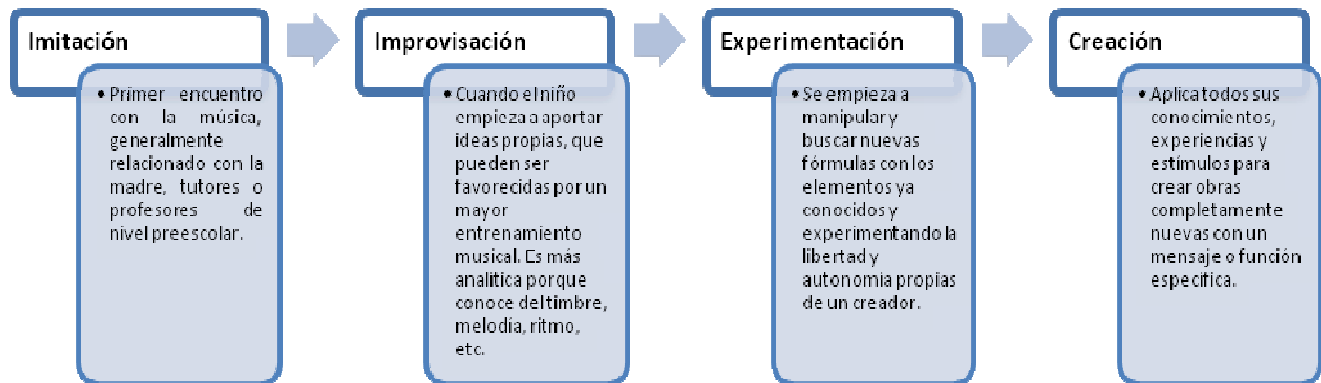 Imitación
• Primer encuentro
con la música,
generalmente
relacionado con la
madre, tutores o
profesores de
nivel preescolar.
Improvisación
• Cuando el niño
empieza a aportar
ideas propias, que
pueden ser
favorecidas por un
mayor
entrenamiento
musical. Es más
analítica porque
conoce del timbre,
melodía, ritmo,
etc.
Experimentación
• Se empieza a
manipular y
buscar nuevas
fórmulas con los
elementos ya
conocidos y
experimentando la
libertad y
autonomía propias
de un creador.
Creación
• Aplica todos sus
conocimientos,
experiencias y
estímulos para
crear obras
completamente
nuevas con un
mensaje o función
específica.